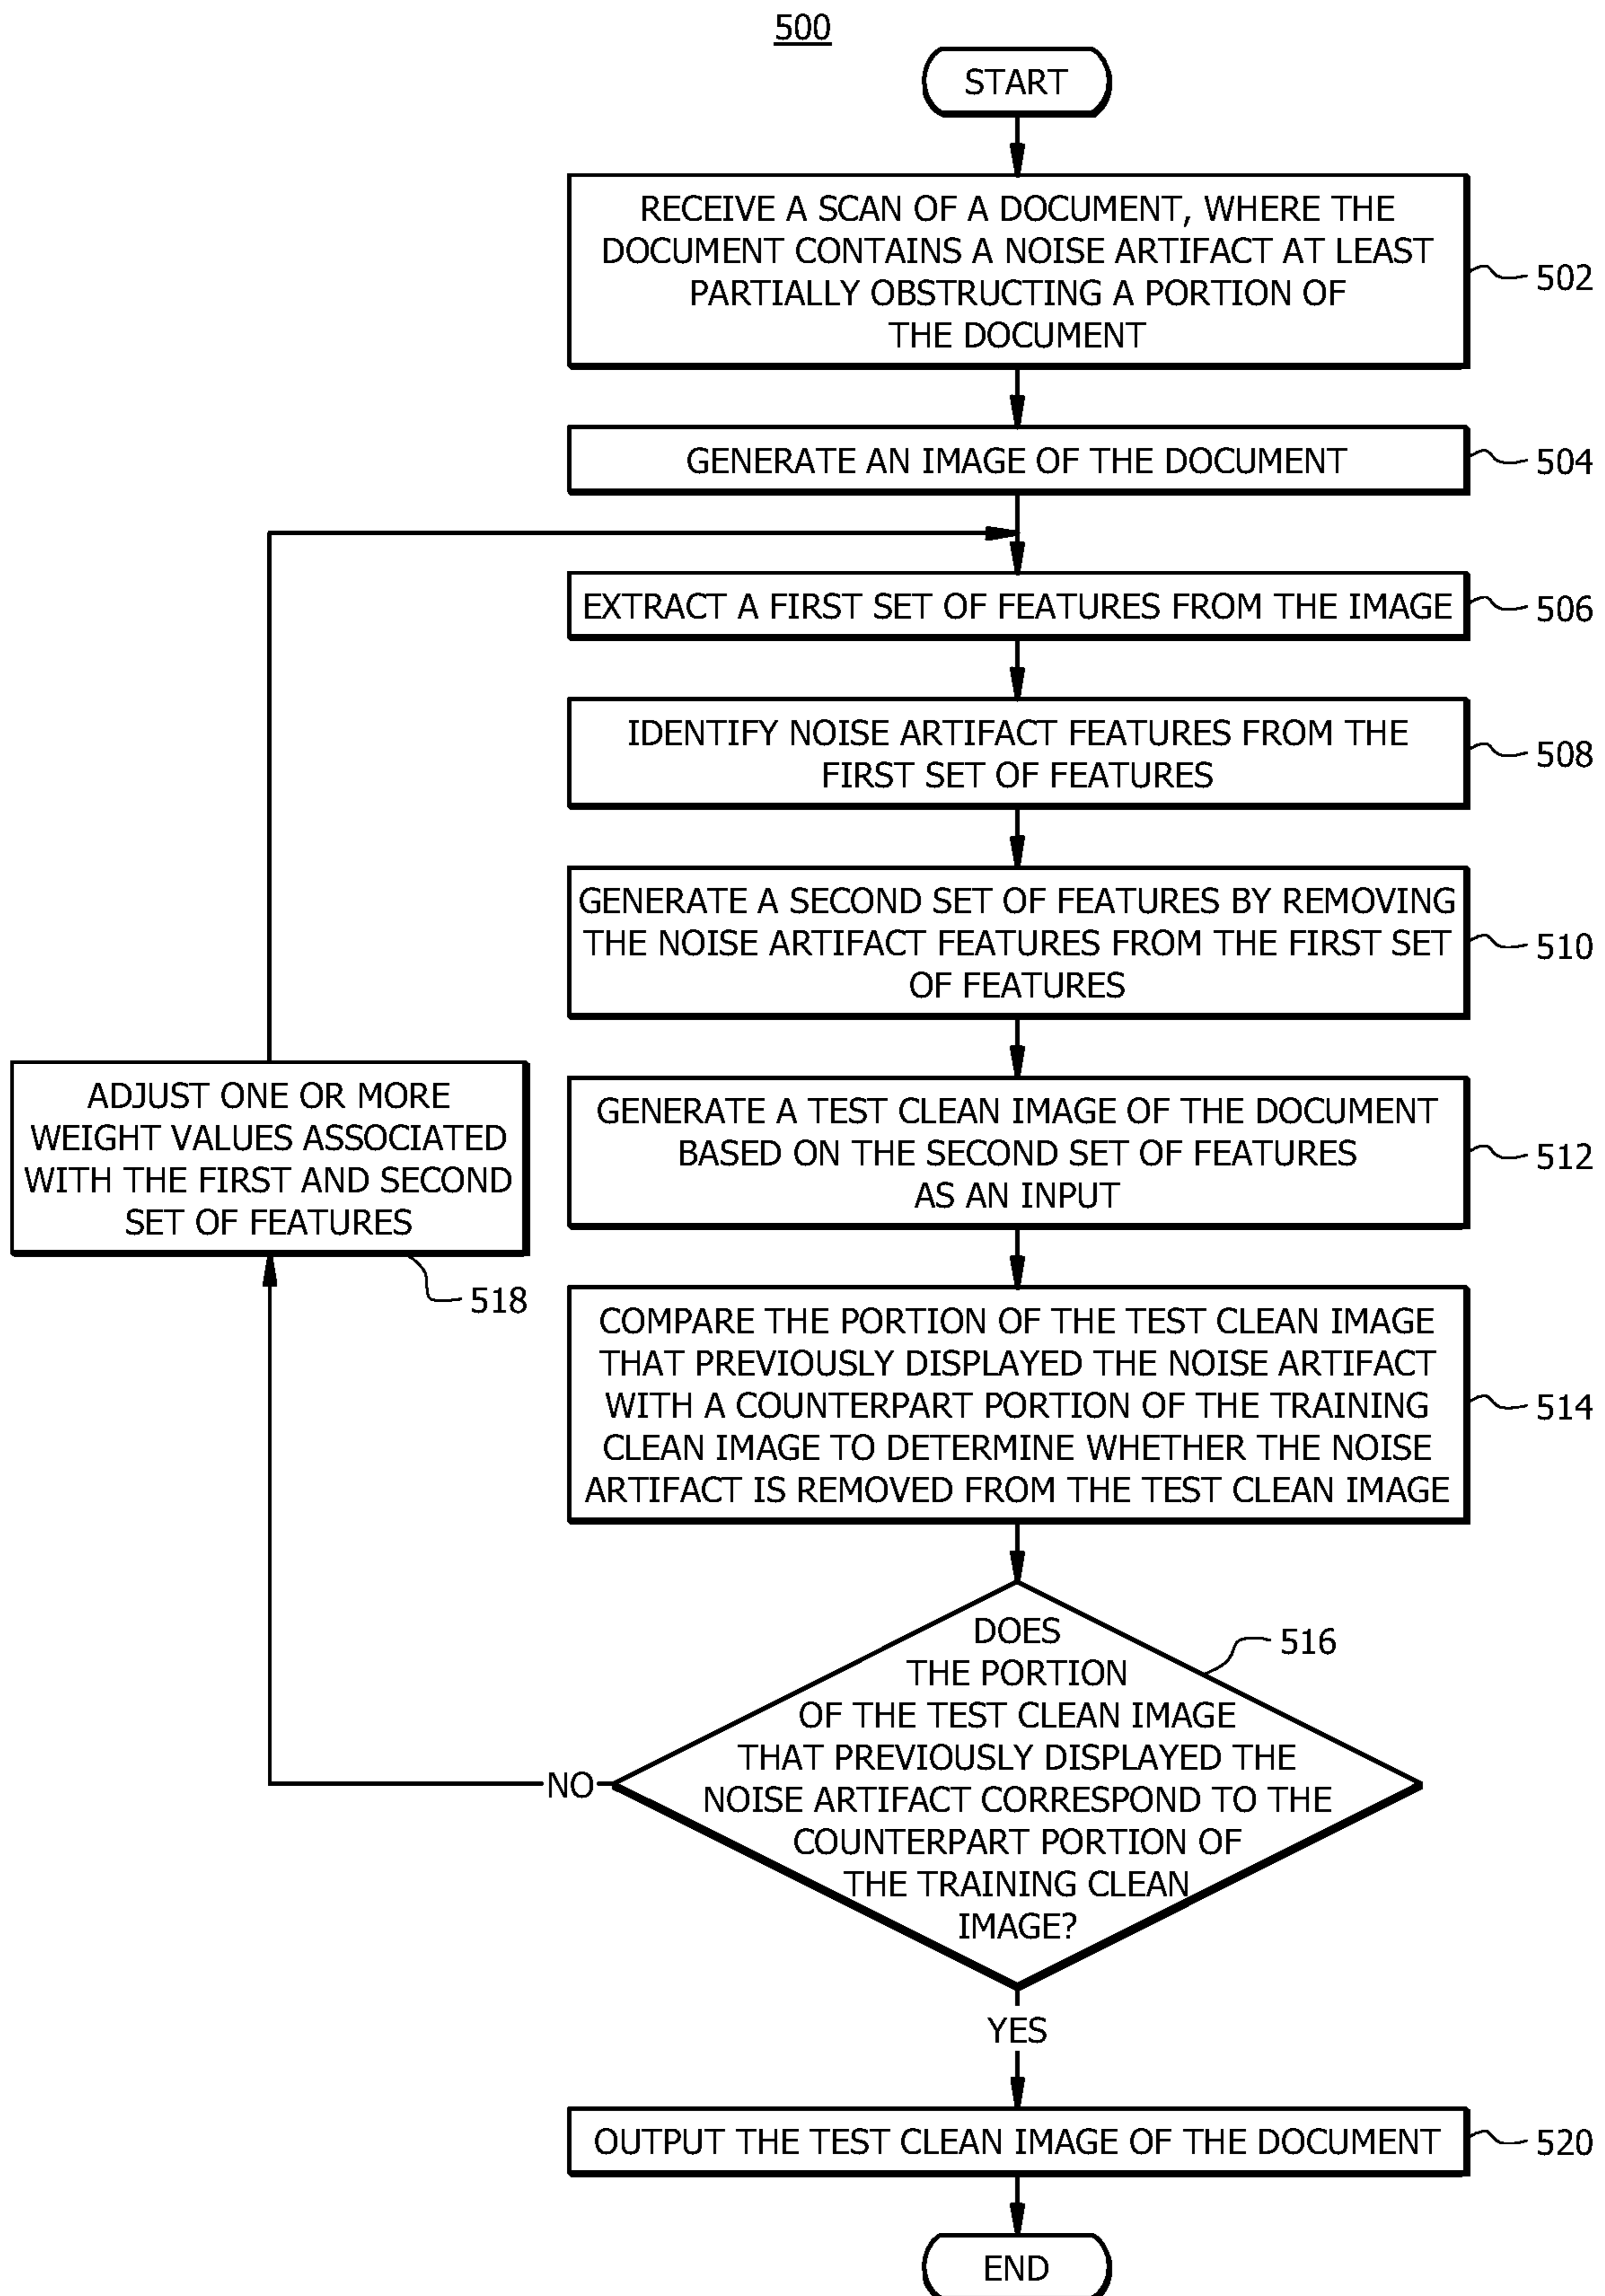 500
START
RECEIVE A SCAN OF A DOCUMENT, WHERE THE
DOCUMENT CONTAINS A NOISE ARTIFACT AT LEAST
PARTIALLY OBSTRUCTING A PORTION OF
THE DOCUMENT
502
GENERATE AN IMAGE OF THE DOCUMENT
504
EXTRACT A FIRST SET OF FEATURES FROM THE IMAGE
506
IDENTIFY NOISE ARTIFACT FEATURES FROM THE
FIRST SET OF FEATURES
508
GENERATE A SECOND SET OF FEATURES BY REMOVING
THE NOISE ARTIFACT FEATURES FROM THE FIRST SET
OF FEATURES
510
GENERATE A TEST CLEAN IMAGE OF THE DOCUMENT
BASED ON THE SECOND SET OF FEATURES
AS AN INPUT
512
COMPARE THE PORTION OF THE TEST CLEAN IMAGE
THAT PREVIOUSLY DISPLAYED THE NOISE ARTIFACT
WITH A COUNTERPART PORTION OF THE TRAINING
CLEAN IMAGE TO DETERMINE WHETHER THE NOISE
ARTIFACT IS REMOVED FROM THE TEST CLEAN IMAGE
514
DOES
THE PORTION
OF THE TEST CLEAN IMAGE
THAT PREVIOUSLY DISPLAYED THE
NOISE ARTIFACT CORRESPOND TO THE
COUNTERPART PORTION OF
THE TRAINING CLEAN
IMAGE?
516
NO
ADJUST ONE OR MORE
WEIGHT VALUES ASSOCIATED
WITH THE FIRST AND SECOND
SET OF FEATURES
518
YES
OUTPUT THE TEST CLEAN IMAGE OF THE DOCUMENT
520
END